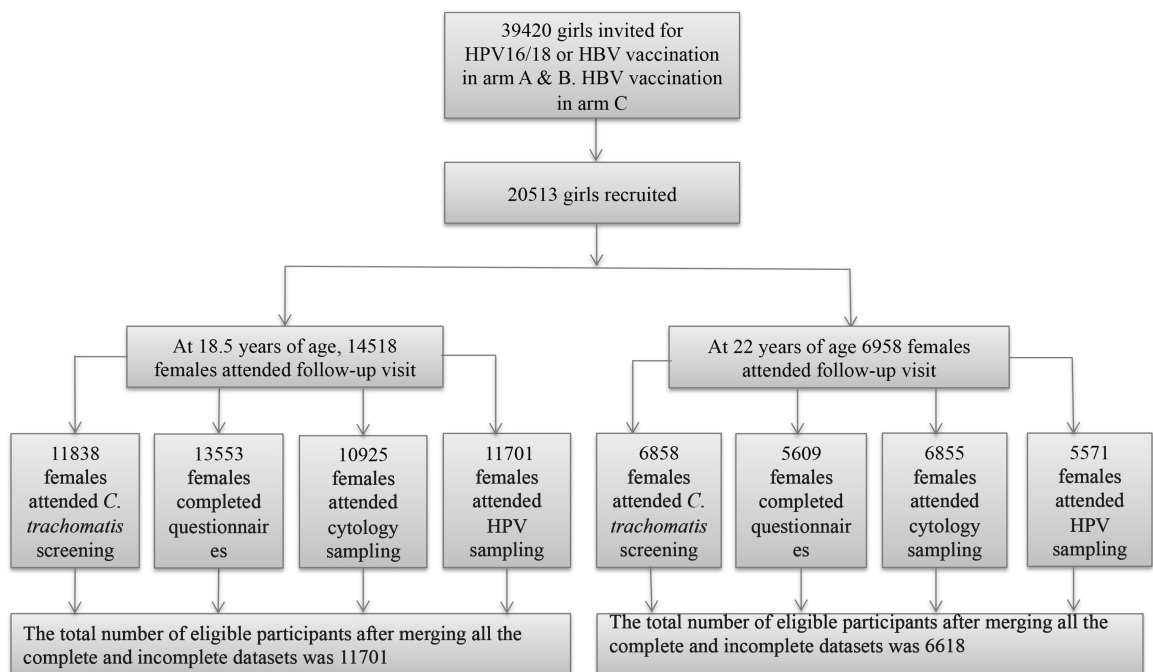 39420 girls invited for
HPV16/18 or HBV vaccination
in arm A & B. HBV vaccination
in arm C
20513 girls recruited
At 18.5 years of age, 14518
females attended follow-up visit
At 22 years of age 6958 females
attended follow-up visit
11838
females
attended C.
trachomatis
screening
13553
females
completed
questionnair
es
10925
females
attended
cytology
sampling
11701
females
attended
HPV
sampling
6858
females
attended C.
trachomatis
screening
5609
females
completed
questionnair
es
6855
females
attended
cytology
sampling
5571
females
attended
HPV
sampling
The total number of eligible participants after merging all the
complete and incomplete datasets was 11701
The total number of eligible participants after merging all the
complete and incomplete datasets was 6618